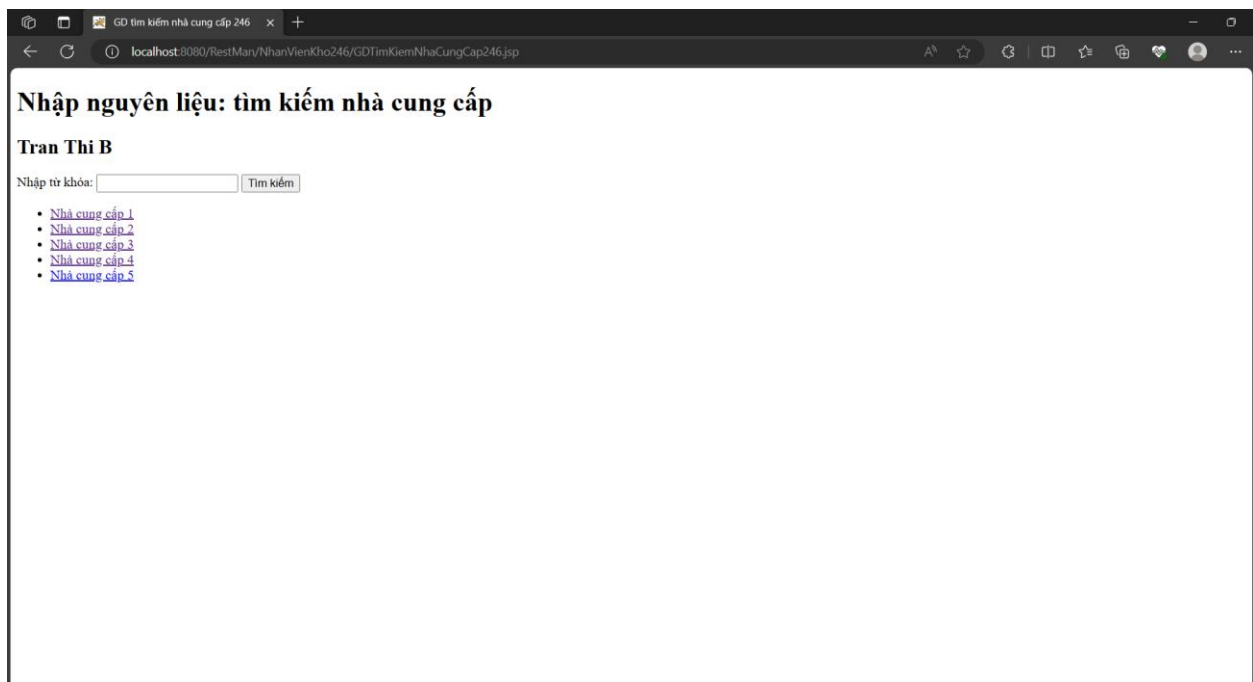 GD tìm kiếm nhà cung cấp 246
localhost:8080/RestMan/NhanVienKho246/GDTimKiemNhaCungCap246.jsp
Nhập nguyên liệu: tìm kiếm nhà cung cấp
Tran Thi B
Nhập từ khóa: Tìm kiếm
Nhà cung cấp 1
Nhà cung cấp 2
Nhà cung cấp 3
Nhà cung cấp 4
Nhà cung cấp 5